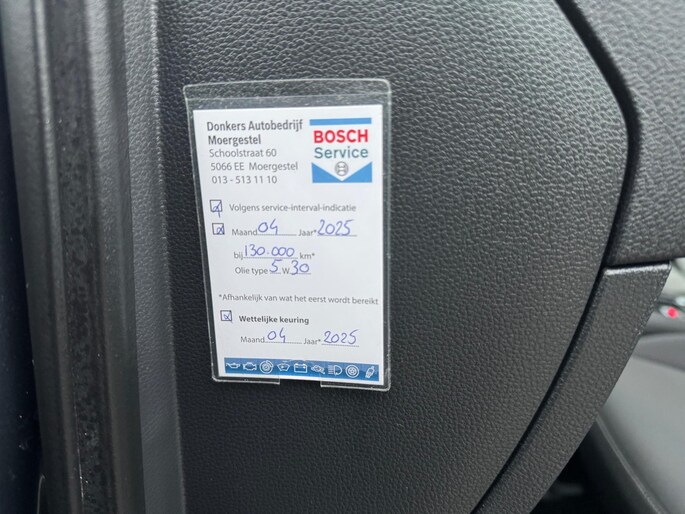 Donkers Autobedrijf
Moergestel
Schoolstraat 60
5066 EE Moergestel
013 - 513 11 10
BOSCH
Service
Volgens service-interval-indicatie
Maand 04 Jaar* 2025
bij 130.000 km*
Olie type 5 W 30
*Afhankelijk van wat het eerst wordt bereikt
Wettelijke keuring
Maand 04 Jaar* 2025